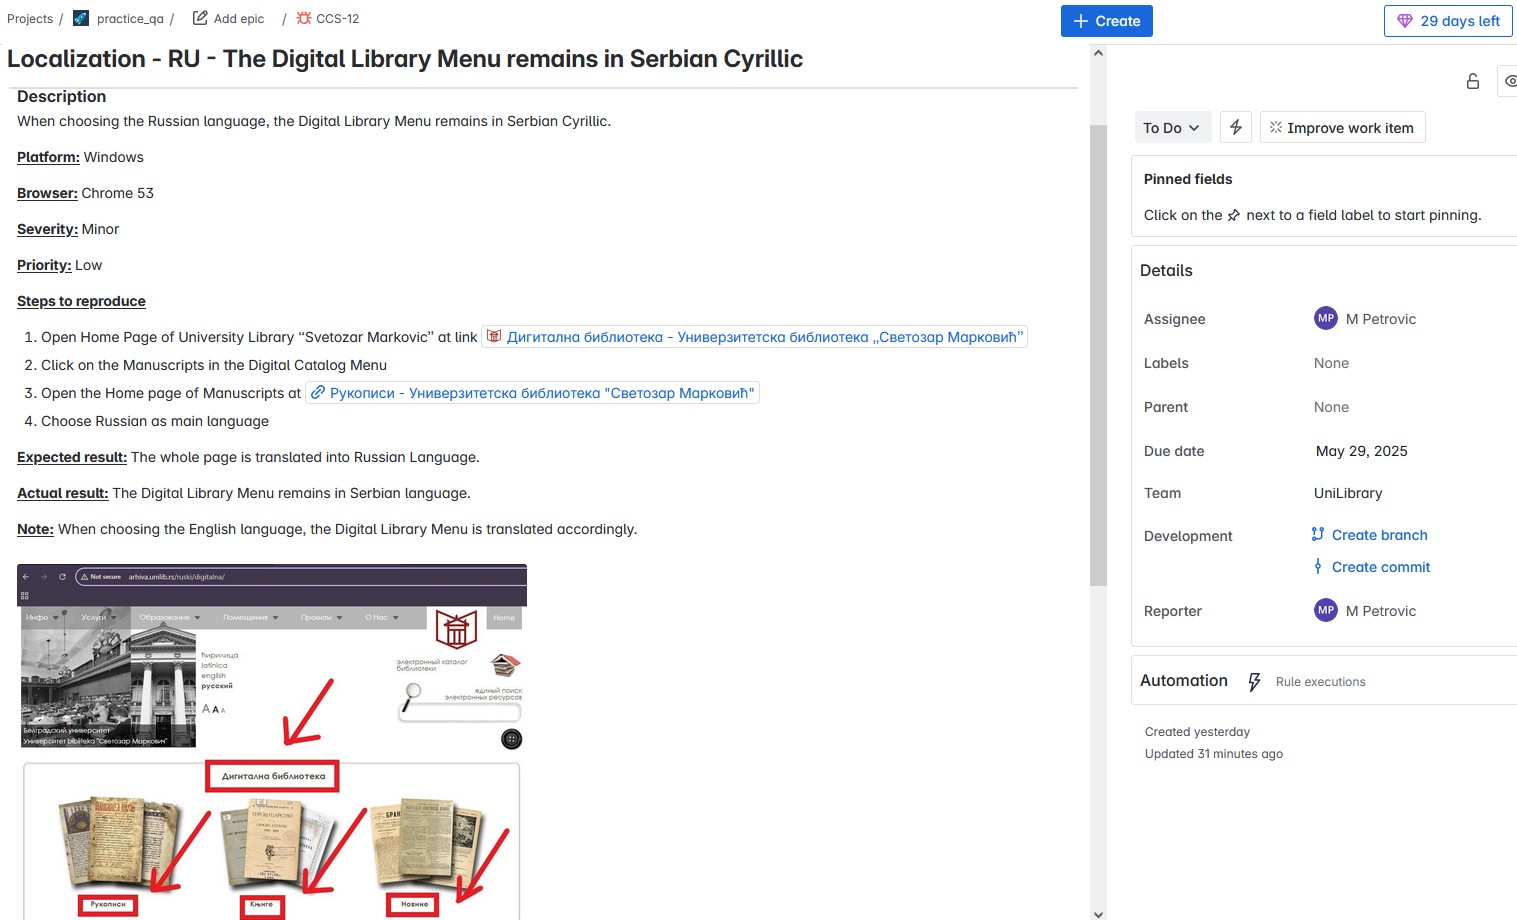 Projects / practice_qa / Add epic / CCS-12
Create
29 days left
Localization - RU - The Digital Library Menu remains in Serbian Cyrillic
Description
When choosing the Russian language, the Digital Library Menu remains in Serbian Cyrillic.
Platform: Windows
Browser: Chrome 53
Severity: Minor
Priority: Low
Steps to reproduce
1. Open Home Page of University Library “Svetozar Markovic” at link Дигитална библиотека - Универзитетска библиотека „Светозар Марковић”
2. Click on the Manuscripts in the Digital Catalog Menu
3. Open the Home page of Manuscripts at Рукописи - Универзитетска библиотека "Светозар Марковић"
4. Choose Russian as main language
Expected result: The whole page is translated into Russian Language.
Actual result: The Digital Library Menu remains in Serbian language.
Note: When choosing the English language, the Digital Library Menu is translated accordingly.
Not secure arhiva.unilib.rs/ruski/digitalna/
Инфо Услуги Образование Помещения Проекты О Нас Home
ћирилица
latinica
english
русский
A A A
электронный каталог
библиотеки
единый поиск
электронных ресурсов
Белградский университет
Университет biblioteka "Светозар Маркович"
Дигитална библиотека
Рукописи
Књиге
Новине
To Do
Improve work item
Pinned fields
Click on the next to a field label to start pinning.
Details
Assignee MP M Petrovic
Labels None
Parent None
Due date May 29, 2025
Team UniLibrary
Development Create branch
Create commit
Reporter MP M Petrovic
Automation Rule executions
Created yesterday
Updated 31 minutes ago